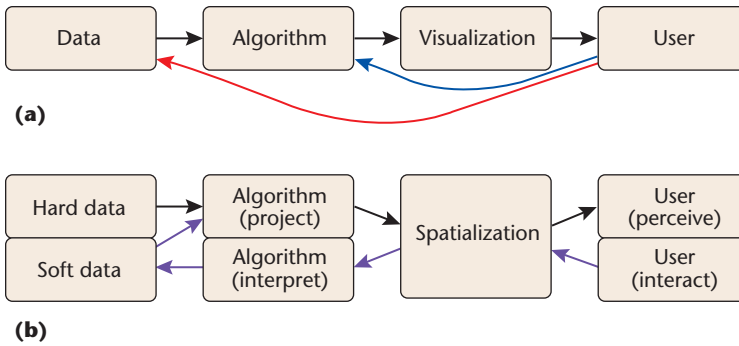 Data
Algorithm
Visualization
User
(a)
Hard data
Algorithm
(project)
Spatialization
User
(perceive)
Soft data
Algorithm
(interpret)
User
(interact)
(b)